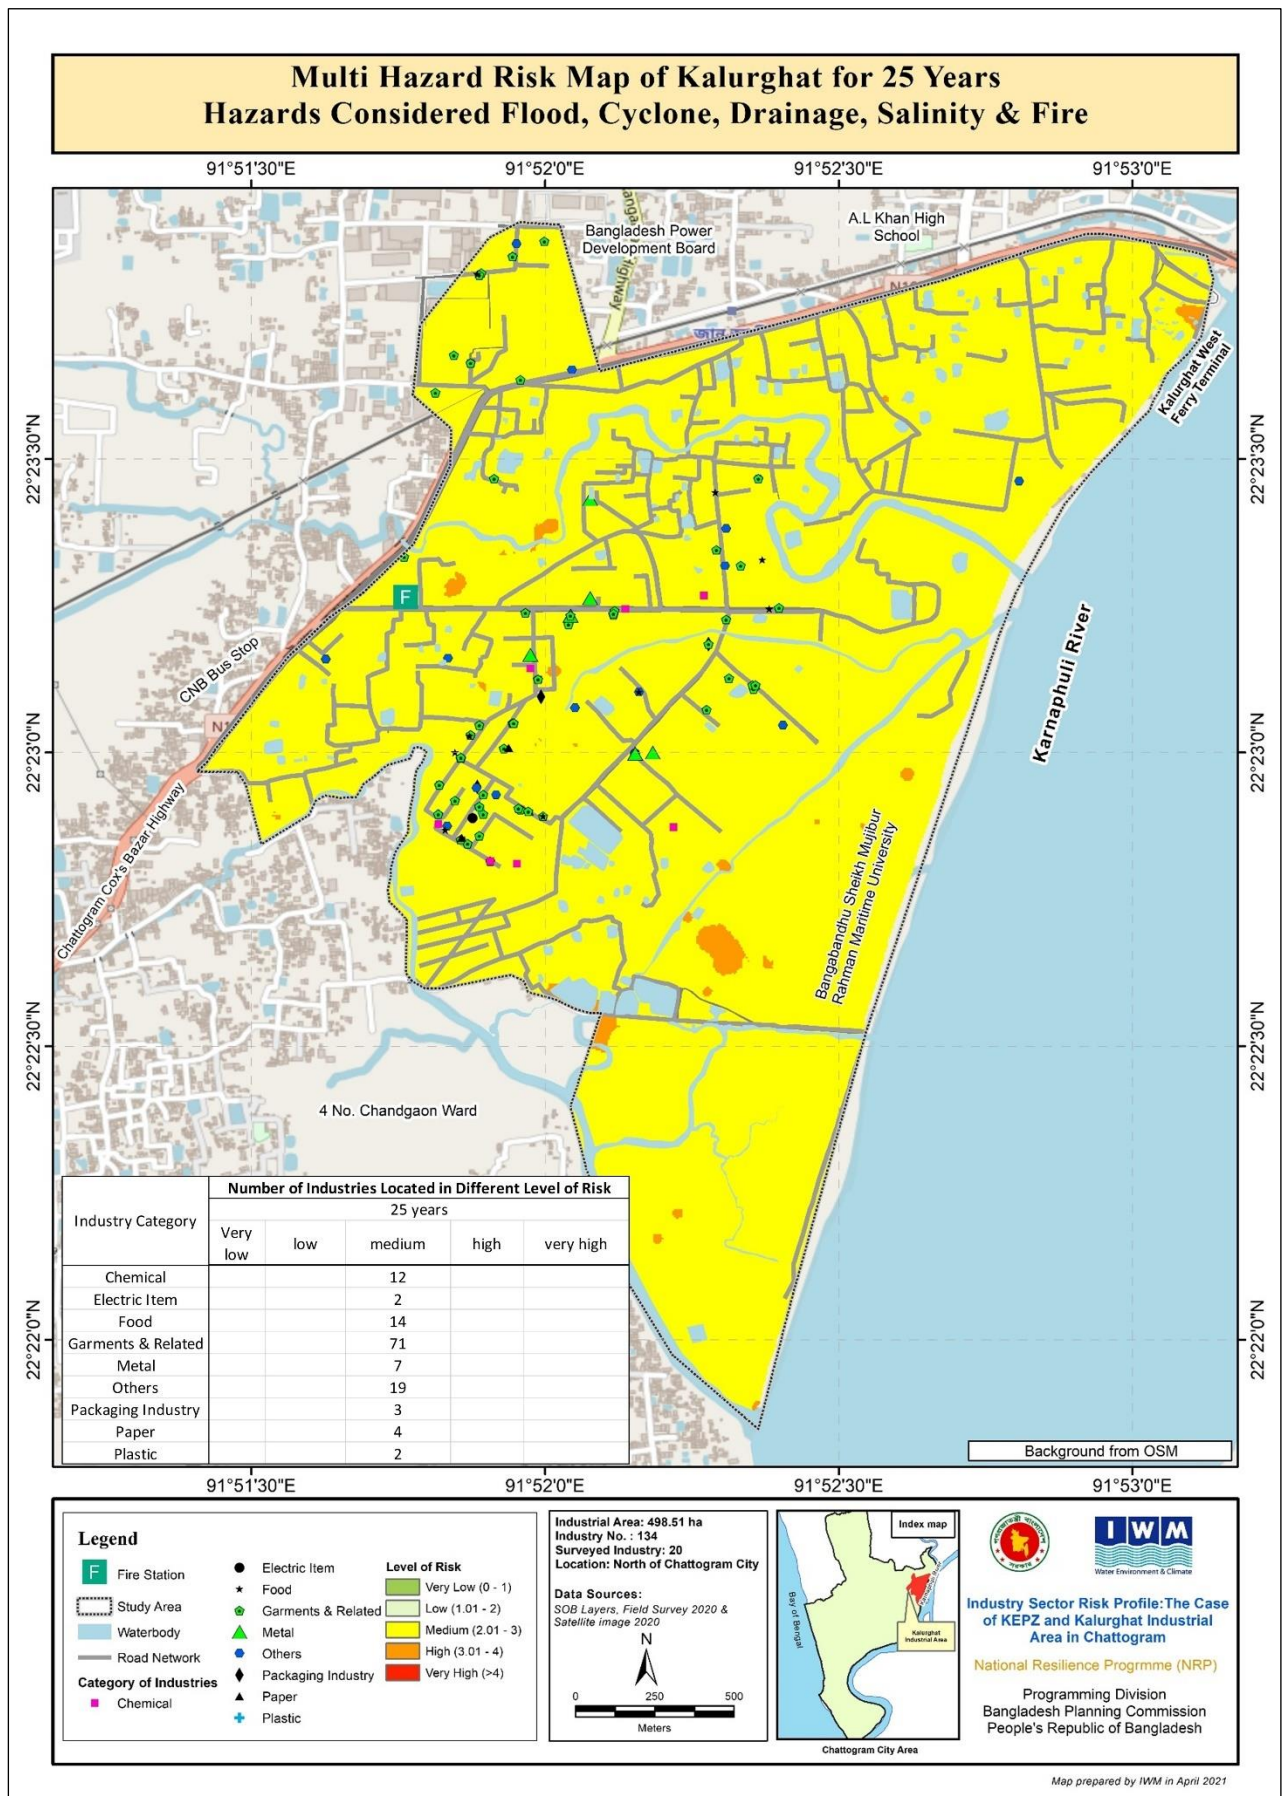 Multi Hazard Risk Map of Kalurghat for 25 Years
Hazards Considered Flood, Cyclone, Drainage, Salinity & Fire
91°51'30"E
91°52'0"E
91°52'30"E
91°53'0"E
Bangladesh Power
Development Board
A.L Khan High
School
Highway
Kalurghat West
Ferry Terminal
22°23'30"N
22°23'30"N
F
CNB Bus Stop
Karnaphuli River
N1
22°23'0"N
22°23'0"N
Chattogram Cox's Bazar Highway
Bangabandhu Sheikh Mujibur
Rahman Maritime University
22°22'30"N
22°22'30"N
4 No. Chandgaon Ward
Number of Industries Located in Different Level of Risk
Industry Category
25 years
Very low
low
medium
high
very high
Chemical 12
Electric Item 2
Food 14
Garments & Related 71
Metal 7
Others 19
Packaging Industry 3
Paper 4
Plastic 2
22°22'0"N
22°22'0"N
Background from OSM
91°51'30"E
91°52'0"E
91°52'30"E
91°53'0"E
Legend
F Fire Station
Study Area
Waterbody
Road Network
Category of Industries
Chemical
Electric Item
Food
Garments & Related
Metal
Others
Packaging Industry
Paper
Plastic
Level of Risk
Very Low (0 - 1)
Low (1.01 - 2)
Medium (2.01 - 3)
High (3.01 - 4)
Very High (>4)
Industrial Area: 498.51 ha
Industry No. : 134
Surveyed Industry: 20
Location: North of Chattogram City
Data Sources:
SOB Layers, Field Survey 2020 &
Satellite image 2020
N
0 250 500
Meters
Index map
Bay of Bengal
Karnaphuli River
Kalurghat
Industrial Area
Chattogram City Area
IWM
Water Environment & Climate
Industry Sector Risk Profile:The Case
of KEPZ and Kalurghat Industrial
Area in Chattogram
National Resilience Progrmme (NRP)
Programming Division
Bangladesh Planning Commission
People's Republic of Bangladesh
Map prepared by IWM in April 2021